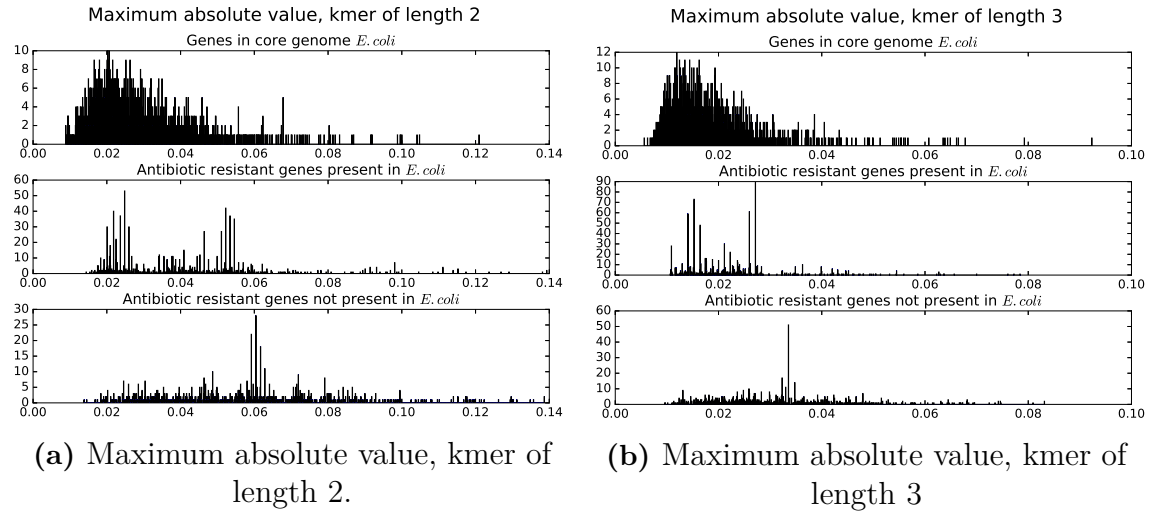 Maximum absolute value, kmer of length 2
Genes in core genome E.coli
10
8
6
4
2
0
0.00 0.02 0.04 0.06 0.08 0.10 0.12 0.14
Antibiotic resistant genes present in E.coli
60
50
40
30
20
10
0
0.00 0.02 0.04 0.06 0.08 0.10 0.12 0.14
Antibiotic resistant genes not present in E.coli
30
25
20
15
10
5
0
0.00 0.02 0.04 0.06 0.08 0.10 0.12 0.14
(a) Maximum absolute value, kmer of
length 2.
Maximum absolute value, kmer of length 3
Genes in core genome E.coli
12
10
8
6
4
2
0
0.00 0.02 0.04 0.06 0.08 0.10
Antibiotic resistant genes present in E.coli
90
80
70
60
50
40
30
20
10
0
0.00 0.02 0.04 0.06 0.08 0.10
Antibiotic resistant genes not present in E.coli
60
50
40
30
20
10
0
0.00 0.02 0.04 0.06 0.08 0.10
(b) Maximum absolute value, kmer of
length 3